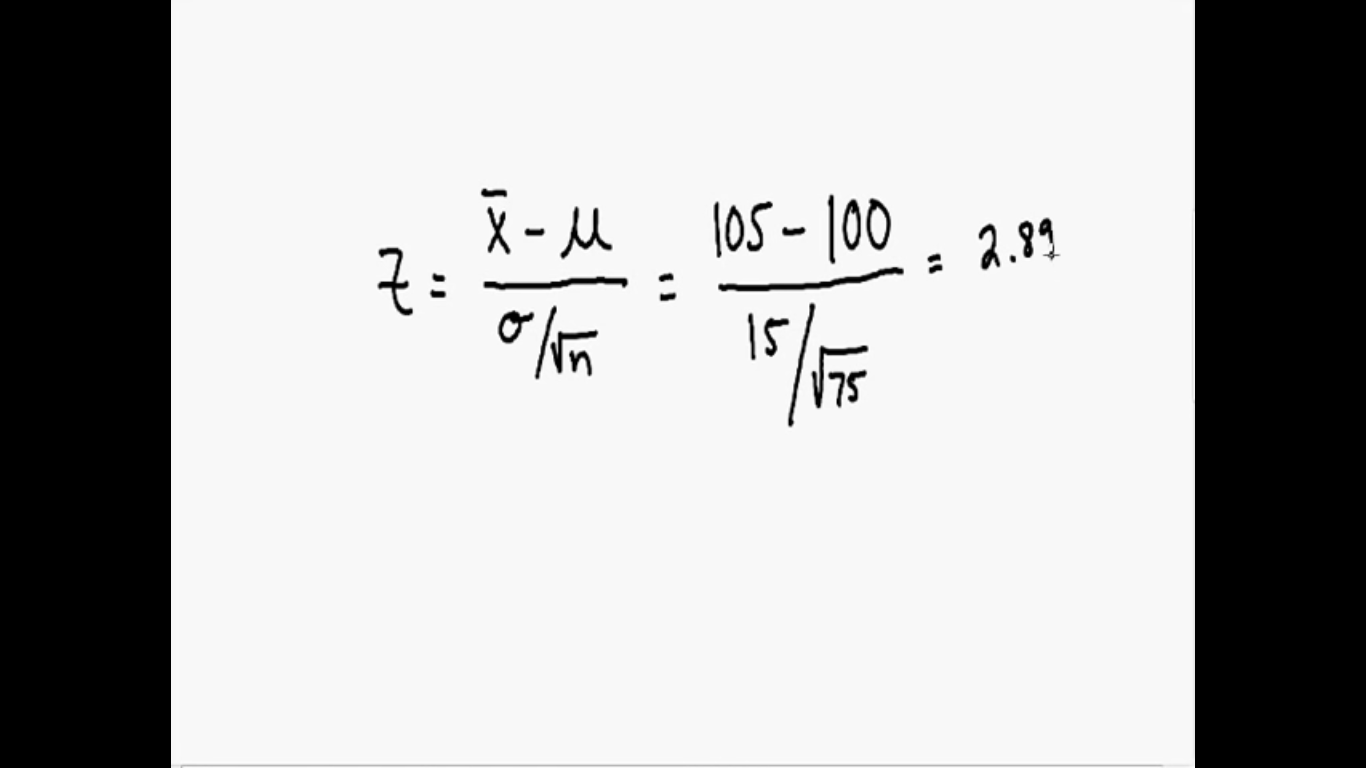 z = x̄ - μ / σ/√n = 105 - 100 / 15/√75 = 2.89